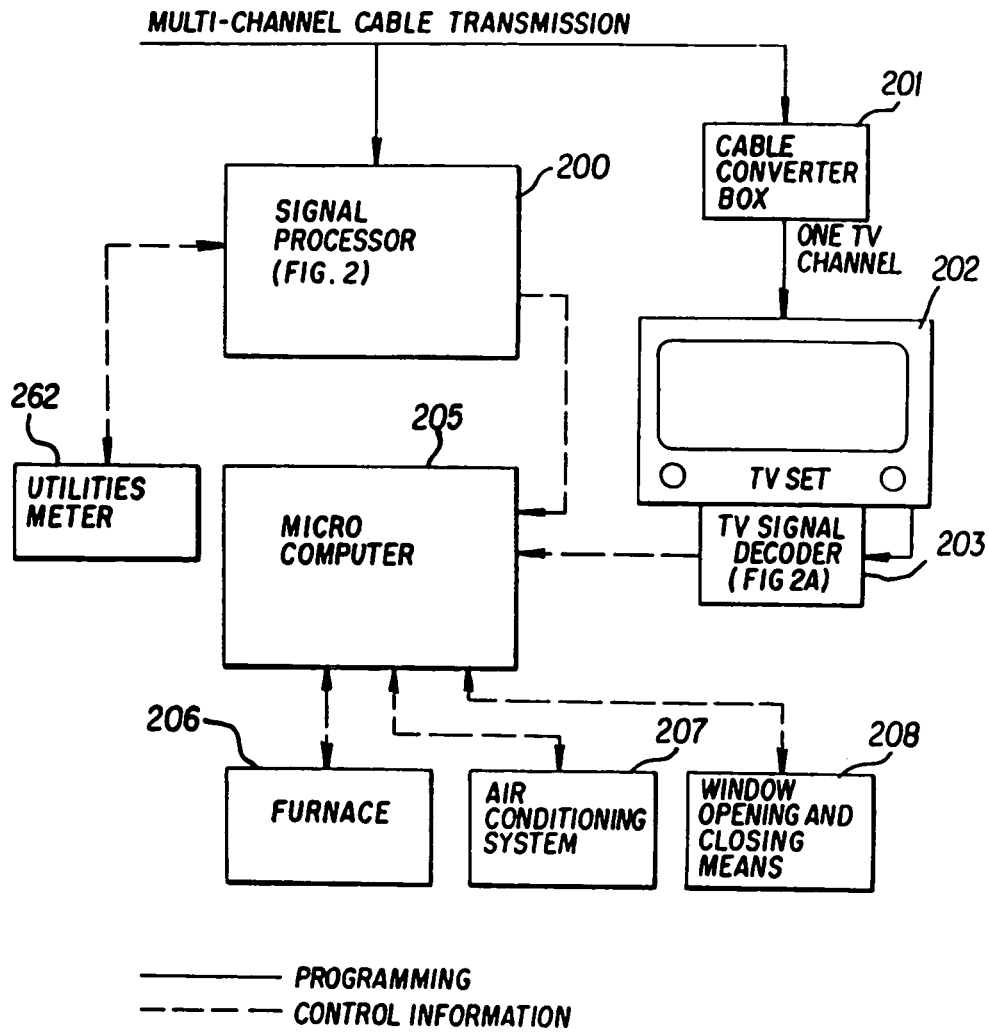 MULTI-CHANNEL CABLE TRANSMISSION
201
CABLE
CONVERTER
BOX
200
SIGNAL
PROCESSOR
(FIG. 2)
ONE TV
CHANNEL
202
TV SET
262
UTILITIES
METER
205
MICRO
COMPUTER
TV SIGNAL
DECODER
(FIG 2A)
203
206
FURNACE
207
AIR
CONDITIONING
SYSTEM
208
WINDOW
OPENING AND
CLOSING
MEANS
PROGRAMMING
CONTROL INFORMATION